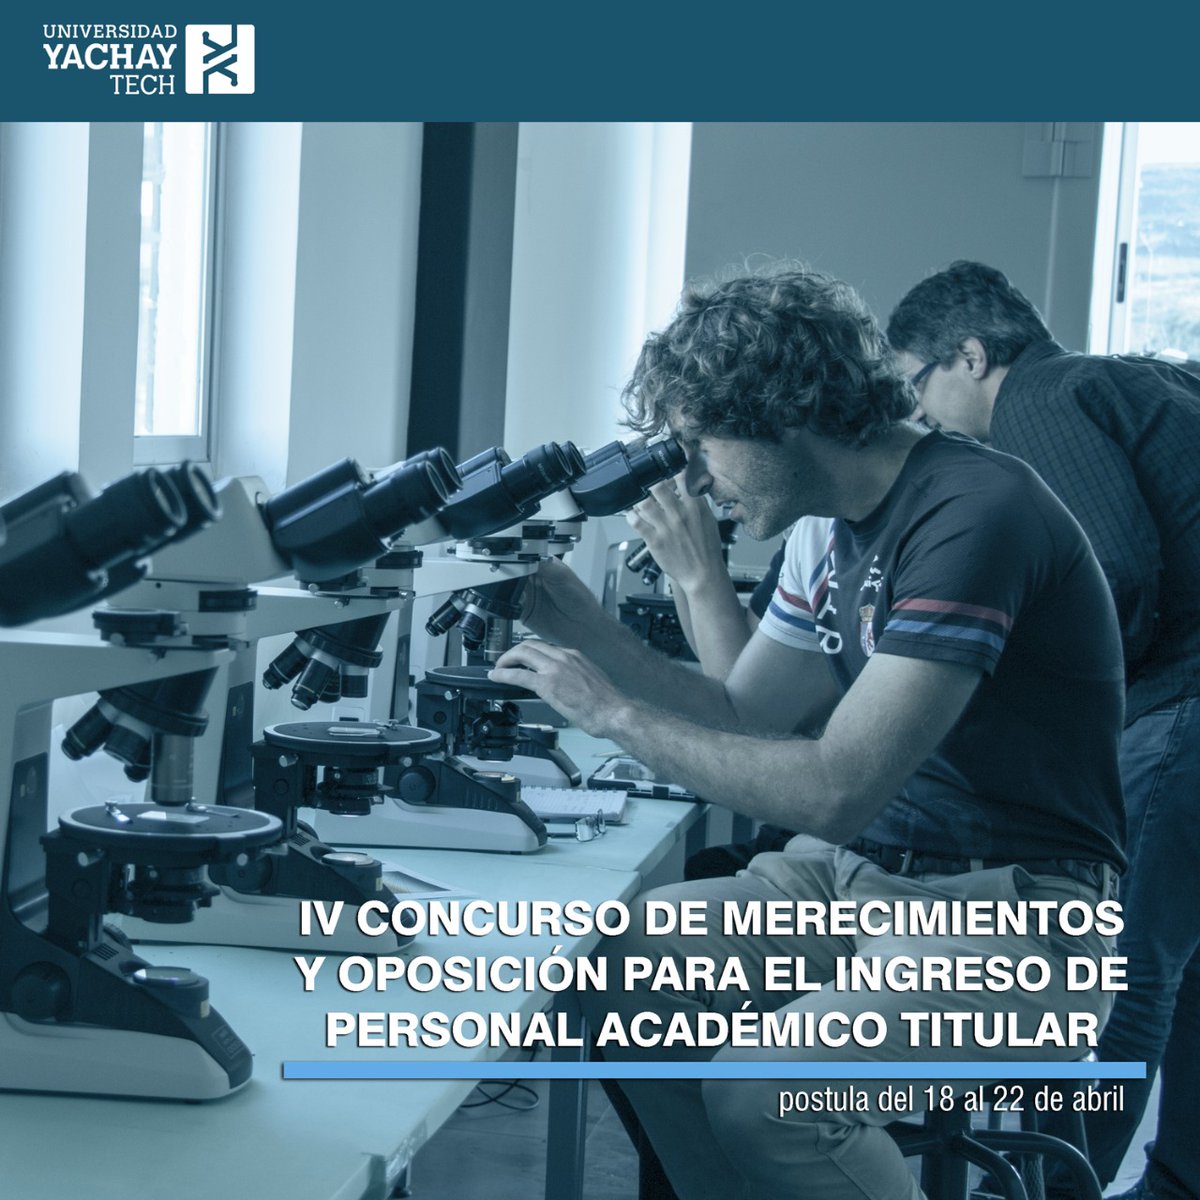 UNIVERSIDAD
YACHAY
TECH
IV CONCURSO DE MERECIMIENTOS
Y OPOSICIÓN PARA EL INGRESO DE
PERSONAL ACADÉMICO TITULAR
postula del 18 al 22 de abril